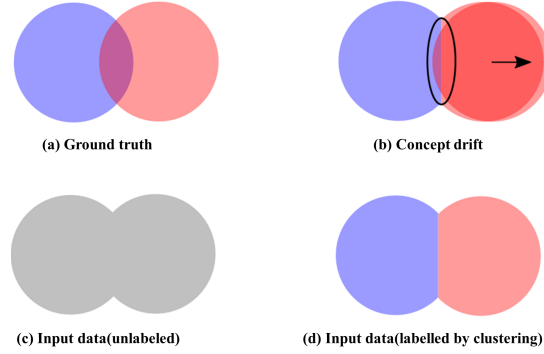 (a) Ground truth
(b) Concept drift
(c) Input data(unlabeled)
(d) Input data(labelled by clustering)